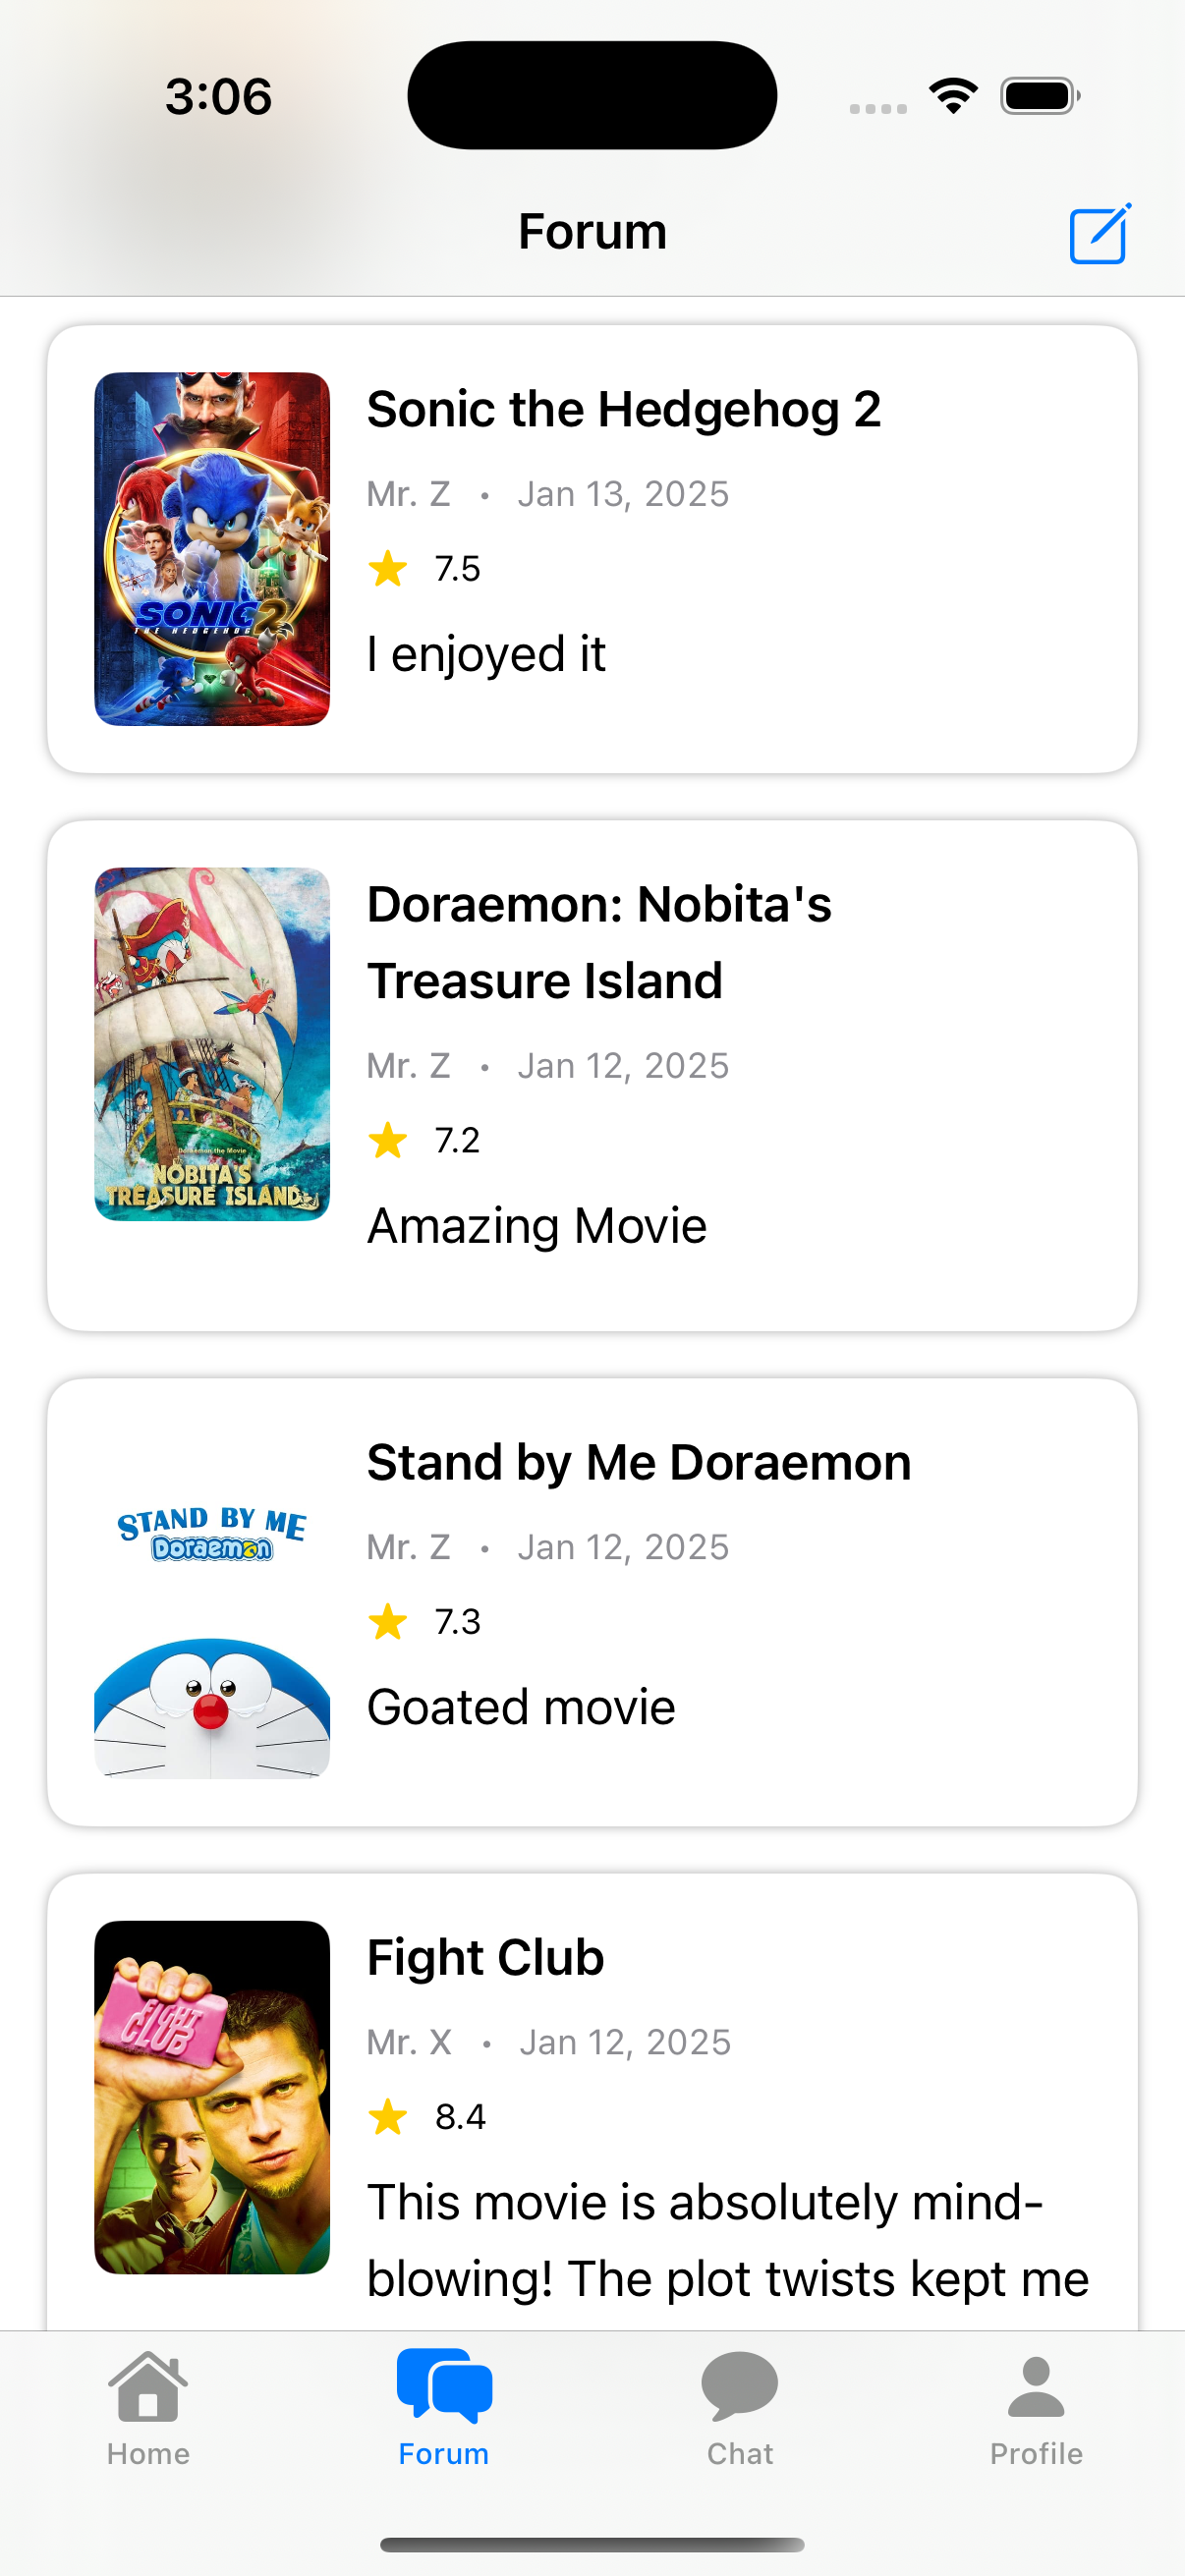 3:06
Forum
Sonic the Hedgehog 2
Mr. Z • Jan 13, 2025
7.5
I enjoyed it
SONIC 2
THE HEDGEHOG
Doraemon: Nobita's
Treasure Island
Mr. Z • Jan 12, 2025
7.2
Amazing Movie
Doraemon the Movie
NOBITA'S
TREASURE ISLAND
Stand by Me Doraemon
Mr. Z • Jan 12, 2025
7.3
Goated movie
STAND BY ME
Doraemon
Fight Club
Mr. X • Jan 12, 2025
8.4
This movie is absolutely mind-
blowing! The plot twists kept me
FIGHT
CLUB
Home
Forum
Chat
Profile